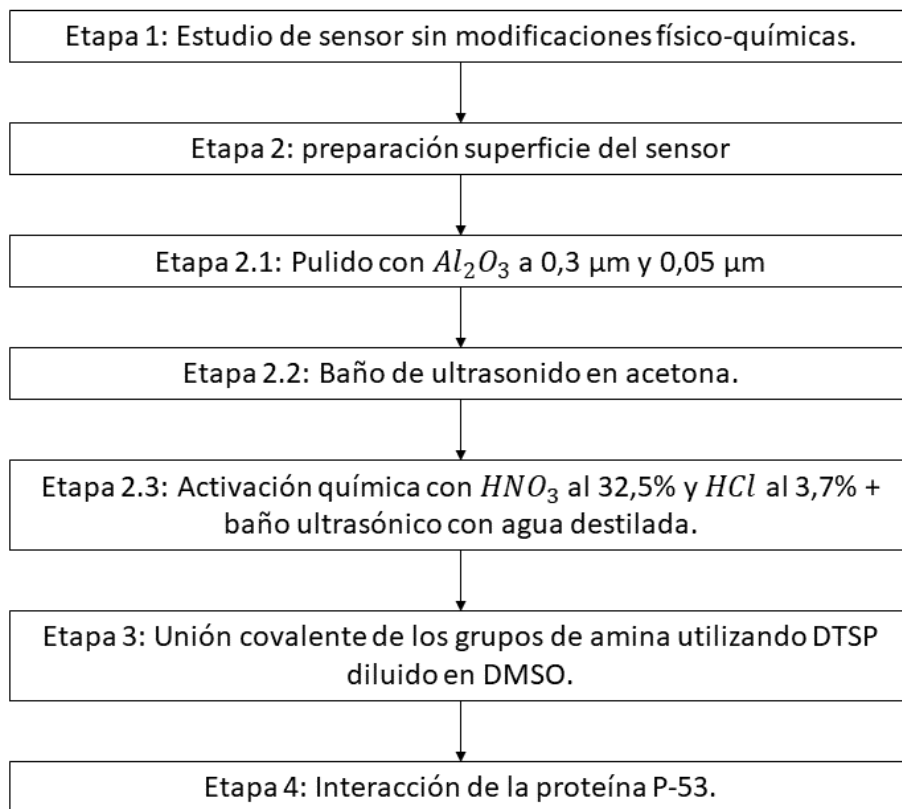 Etapa 1: Estudio de sensor sin modificaciones físico-químicas.
Etapa 2: preparación superficie del sensor
Etapa 2.1: Pulido con Al₂O₃ a 0,3 µm y 0,05 µm
Etapa 2.2: Baño de ultrasonido en acetona.
Etapa 2.3: Activación química con HNO₃ al 32,5% y HCl al 3,7% +
baño ultrasónico con agua destilada.
Etapa 3: Unión covalente de los grupos de amina utilizando DTSP
diluido en DMSO.
Etapa 4: Interacción de la proteína P-53.